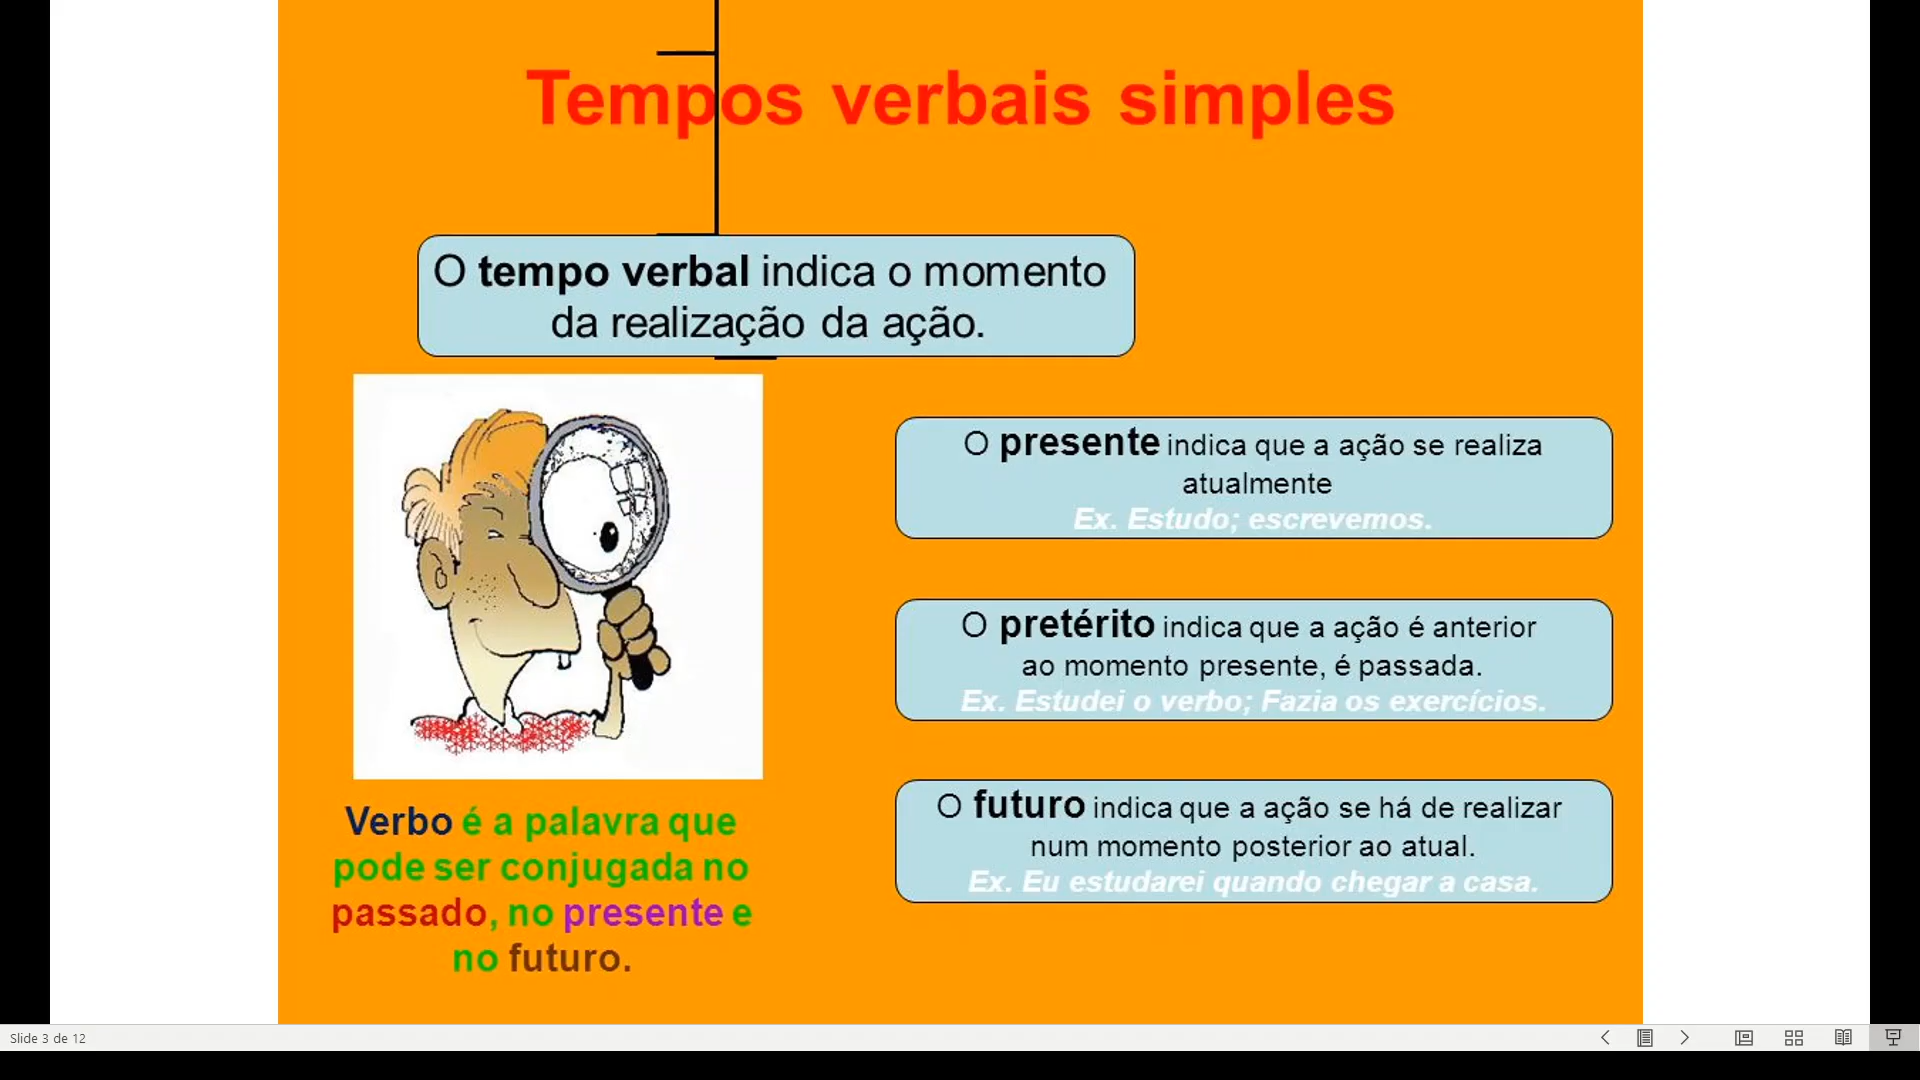 Tempos verbais simples
O tempo verbal indica o momento
da realização da ação.
O presente indica que a ação se realiza
atualmente
Ex. Estudo; escrevemos.
O pretérito indica que a ação é anterior
ao momento presente, é passada.
Ex. Estudei o verbo; Fazia os exercícios.
O futuro indica que a ação se há de realizar
num momento posterior ao atual.
Ex. Eu estudarei quando chegar a casa.
Verbo é a palavra que
pode ser conjugada no
passado, no presente e
no futuro.
Slide 3 de 12